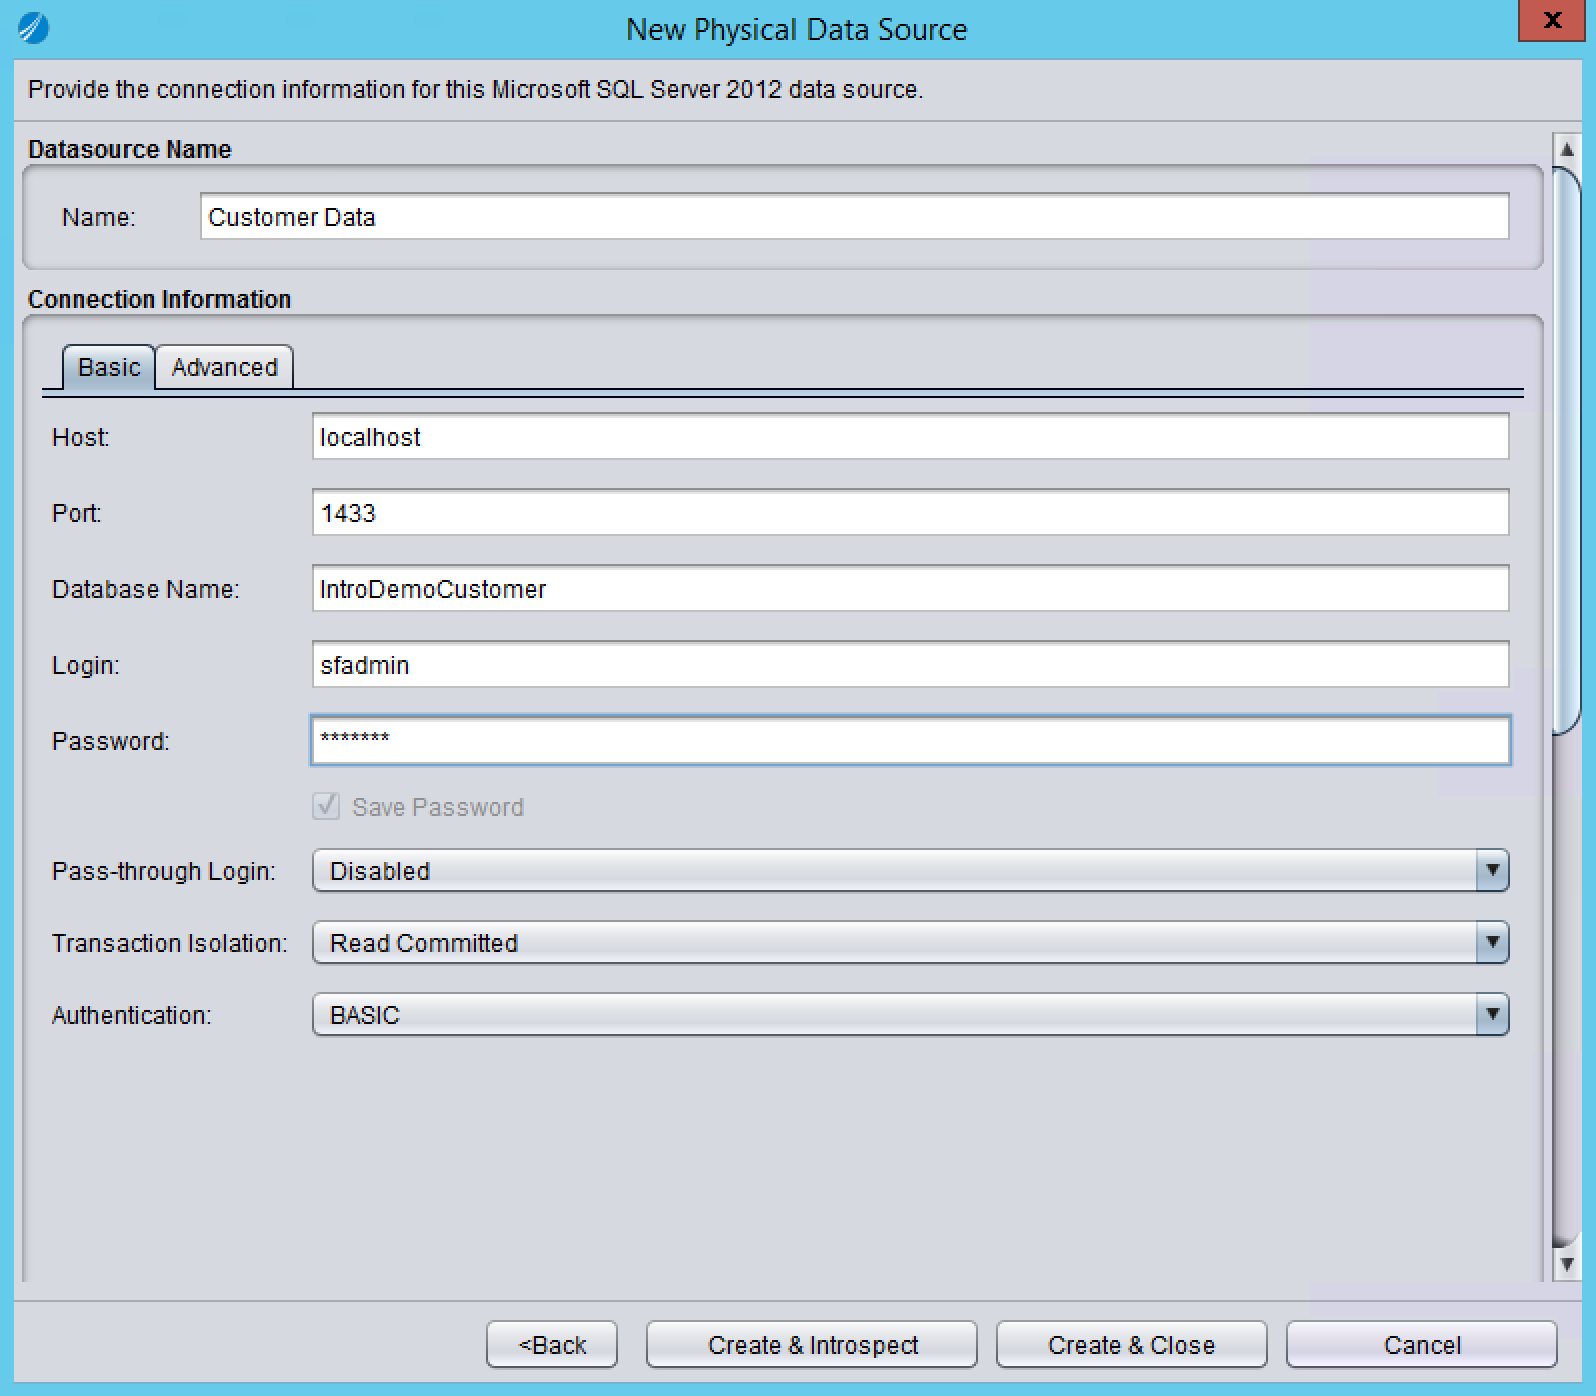 New Physical Data Source
x
Provide the connection information for this Microsoft SQL Server 2012 data source.
Datasource Name
Name: Customer Data
Connection Information
Basic Advanced
Host: localhost
Port: 1433
Database Name: IntroDemoCustomer
Login: sfadmin
Password: *******
Save Password
Pass-through Login: Disabled
Transaction Isolation: Read Committed
Authentication: BASIC
<Back Create & Introspect Create & Close Cancel